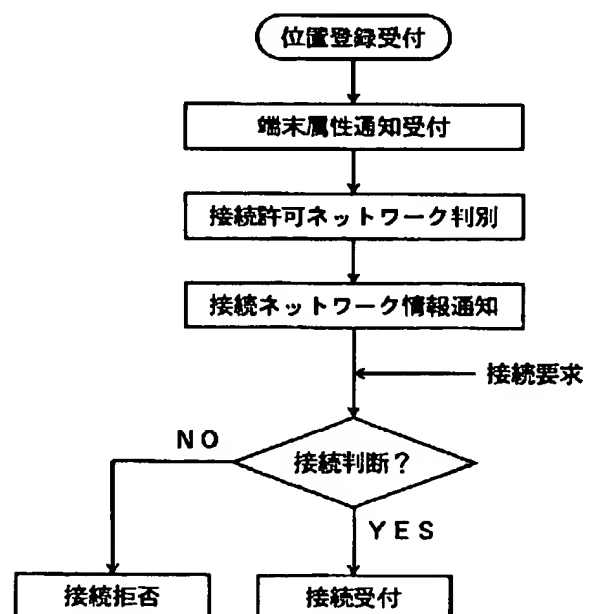 位置登録受付
端末属性通知受付
接続許可ネットワーク判別
接続ネットワーク情報通知
接続要求
NO
接続判断？
YES
接続拒否
接続受付